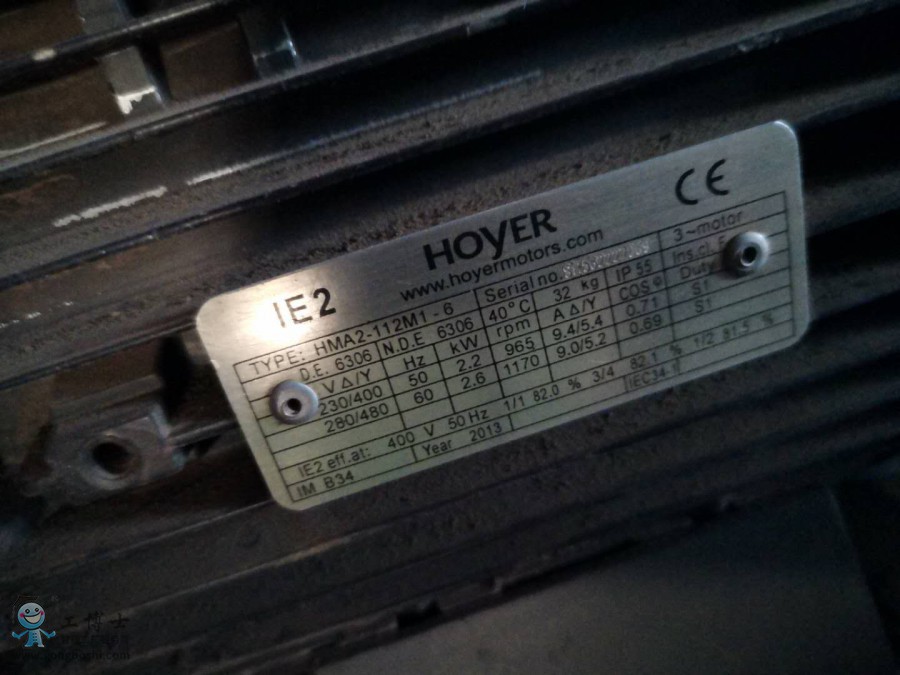 IE2
HOYER
CE
www.hoyermotors.com
TYPE: HMA2-112M1 - 6 Serial no. 3~motor
D.E. 6306 N.D.E 6306 40°C 32 kg IP 55 Ins.cl. F
V Δ/Y Hz kW rpm A Δ/Y COS Duty
230/400 50 2.2 965 9.4/5.4 0.71 S1
280/480 60 2.6 1170 9.0/5.2 0.69 S1
IE2 eff.at: 400 V 50 Hz 1/1 82.0 % 3/4 82.1 % 1/2 81.5 %
IM B34 Year 2013 IEC34-1
工博士